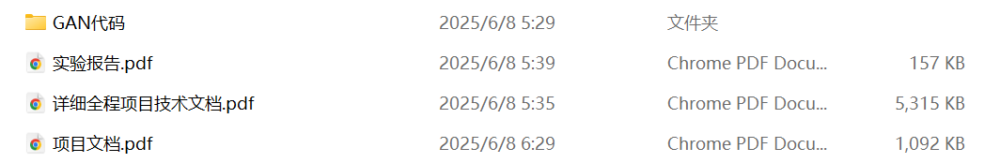 GAN代码 2025/6/8 5:29 文件夹
实验报告.pdf 2025/6/8 5:39 Chrome PDF Docu... 157 KB
详细全程项目技术文档.pdf 2025/6/8 5:35 Chrome PDF Docu... 5,315 KB
项目文档.pdf 2025/6/8 6:29 Chrome PDF Docu... 1,092 KB